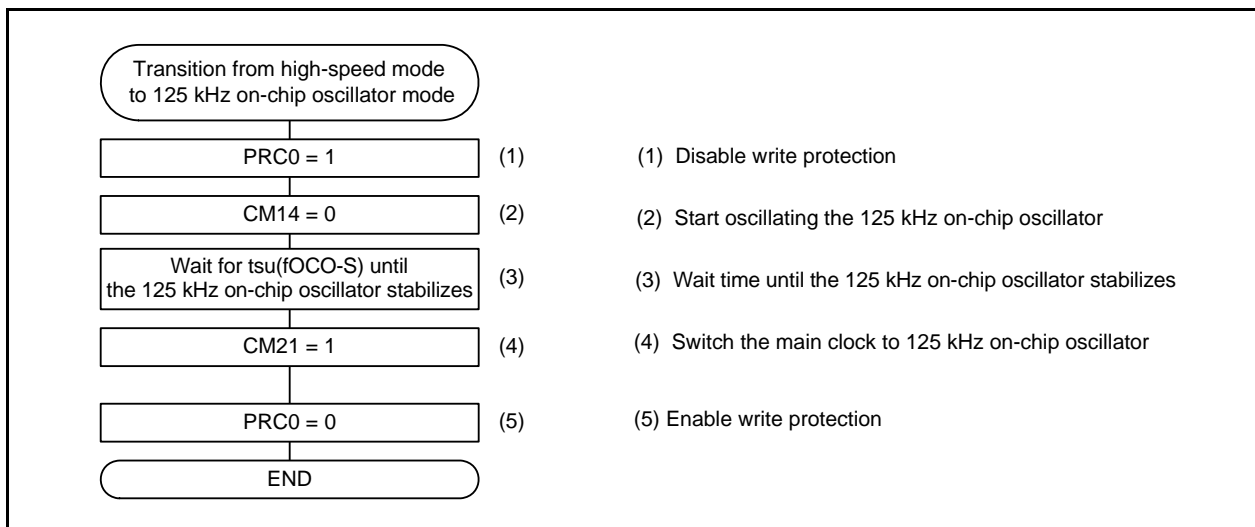 Transition from high-speed mode
to 125 kHz on-chip oscillator mode
PRC0 = 1
(1)
(1) Disable write protection
CM14 = 0
(2)
(2) Start oscillating the 125 kHz on-chip oscillator
Wait for tsu(fOCO-S) until
the 125 kHz on-chip oscillator stabilizes
(3)
(3) Wait time until the 125 kHz on-chip oscillator stabilizes
CM21 = 1
(4)
(4) Switch the main clock to 125 kHz on-chip oscillator
PRC0 = 0
(5)
(5) Enable write protection
END